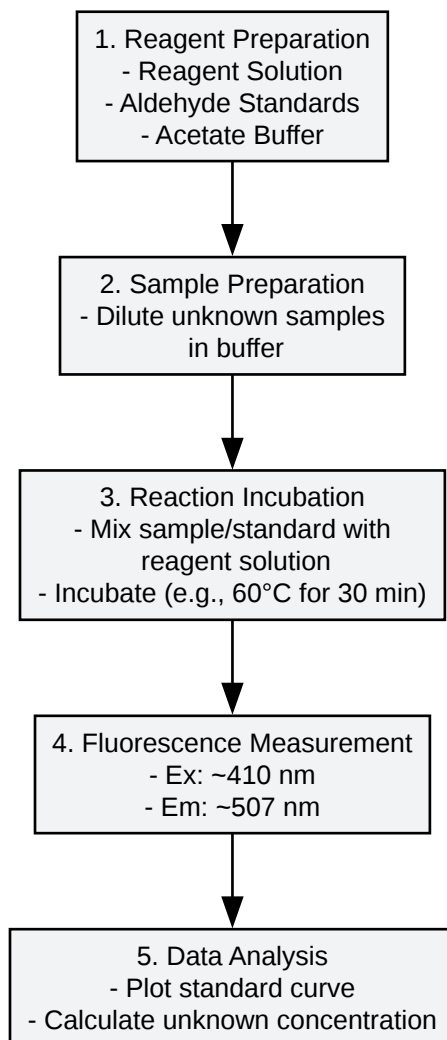 1. Reagent Preparation
- Reagent Solution
- Aldehyde Standards
- Acetate Buffer
2. Sample Preparation
- Dilute unknown samples
in buffer
3. Reaction Incubation
- Mix sample/standard with
reagent solution
- Incubate (e.g., 60°C for 30 min)
4. Fluorescence Measurement
- Ex: ~410 nm
- Em: ~507 nm
5. Data Analysis
- Plot standard curve
- Calculate unknown concentration